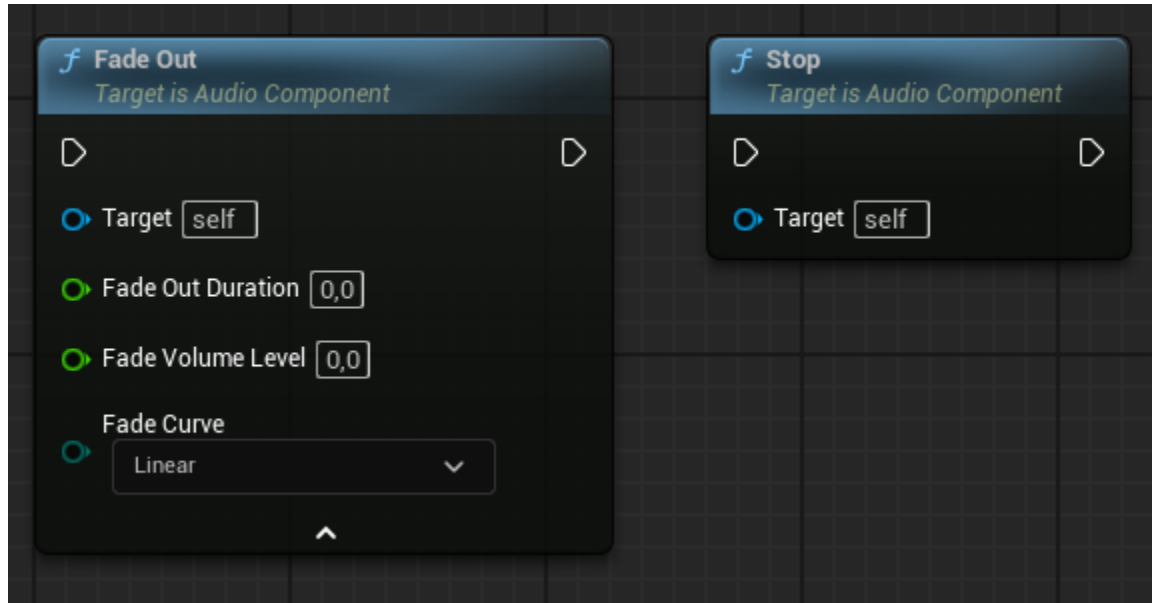 Fade Out
Target is Audio Component
Target self
Fade Out Duration 0,0
Fade Volume Level 0,0
Fade Curve
Linear
Stop
Target is Audio Component
Target self